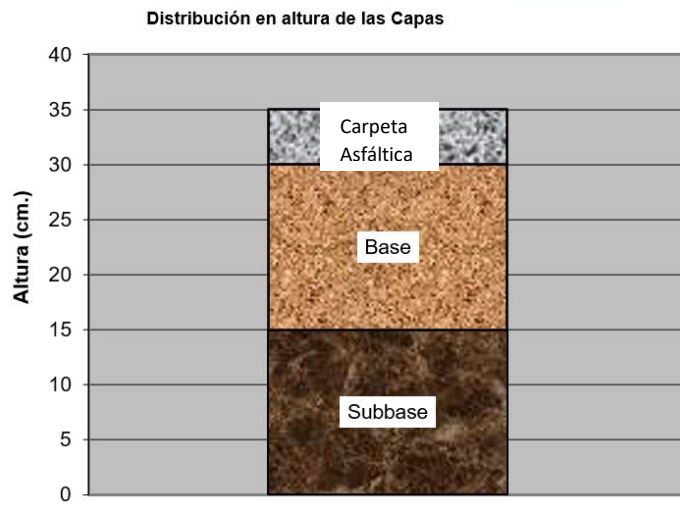 Distribución en altura de las Capas
40
35
30
25
20
15
10
5
0
Altura (cm.)
Carpeta
Asfáltica
Base
Subbase